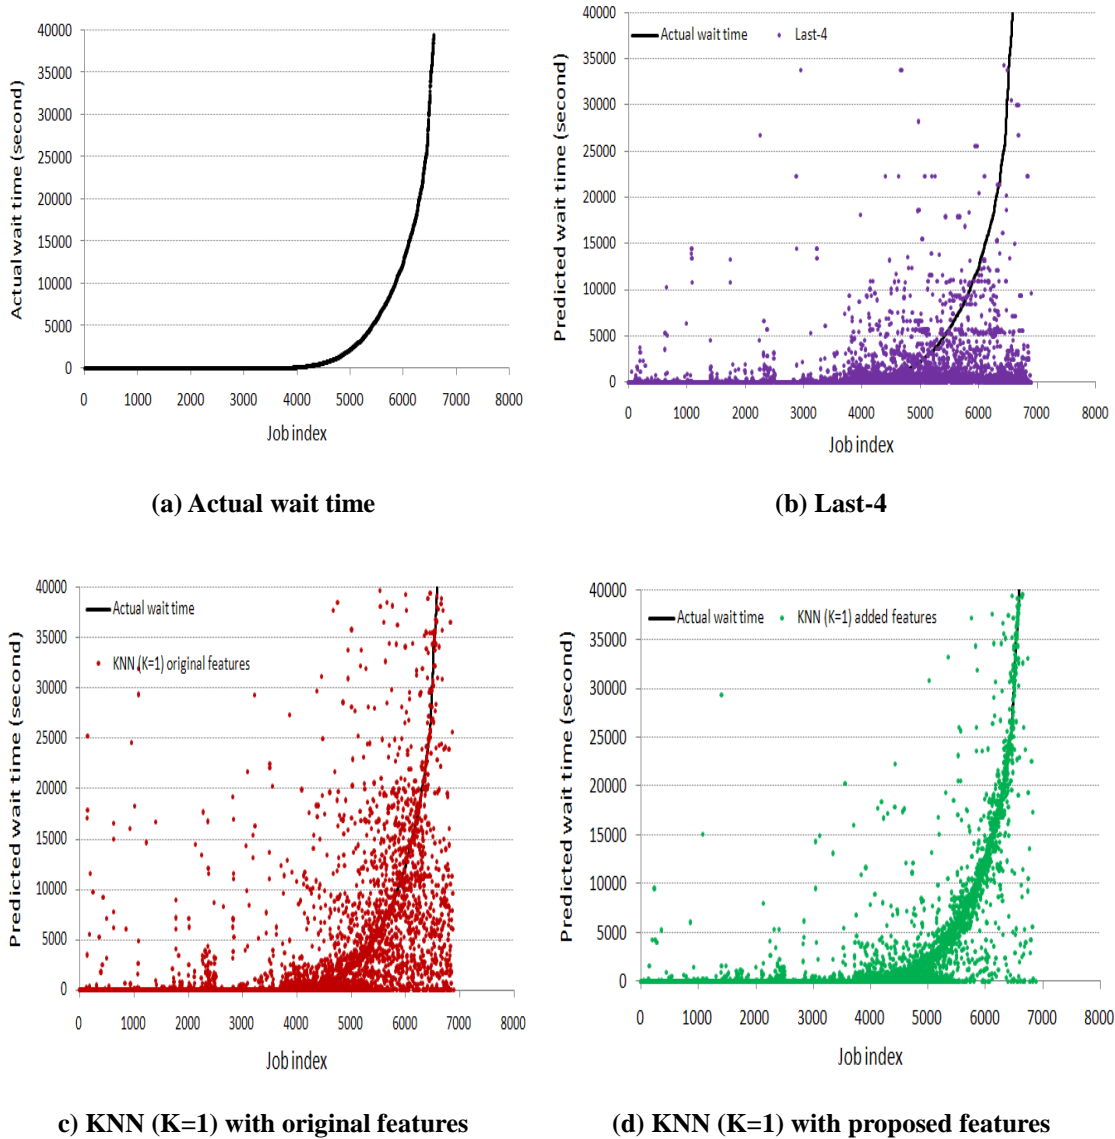 Actual wait time (second)
40000
35000
30000
25000
20000
15000
10000
5000
0
0 1000 2000 3000 4000 5000 6000 7000 8000
Job index
(a) Actual wait time
Predicted wait time (second)
40000
35000
30000
25000
20000
15000
10000
5000
0
Actual wait time Last-4
0 1000 2000 3000 4000 5000 6000 7000 8000
Job index
(b) Last-4
Predicted wait time (second)
40000
35000
30000
25000
20000
15000
10000
5000
0
Actual wait time
KNN (K=1) original features
0 1000 2000 3000 4000 5000 6000 7000 8000
Job index
c) KNN (K=1) with original features
Predicted wait time (second)
40000
35000
30000
25000
20000
15000
10000
5000
0
Actual wait time KNN (K=1) added features
0 1000 2000 3000 4000 5000 6000 7000 8000
Job index
(d) KNN (K=1) with proposed features